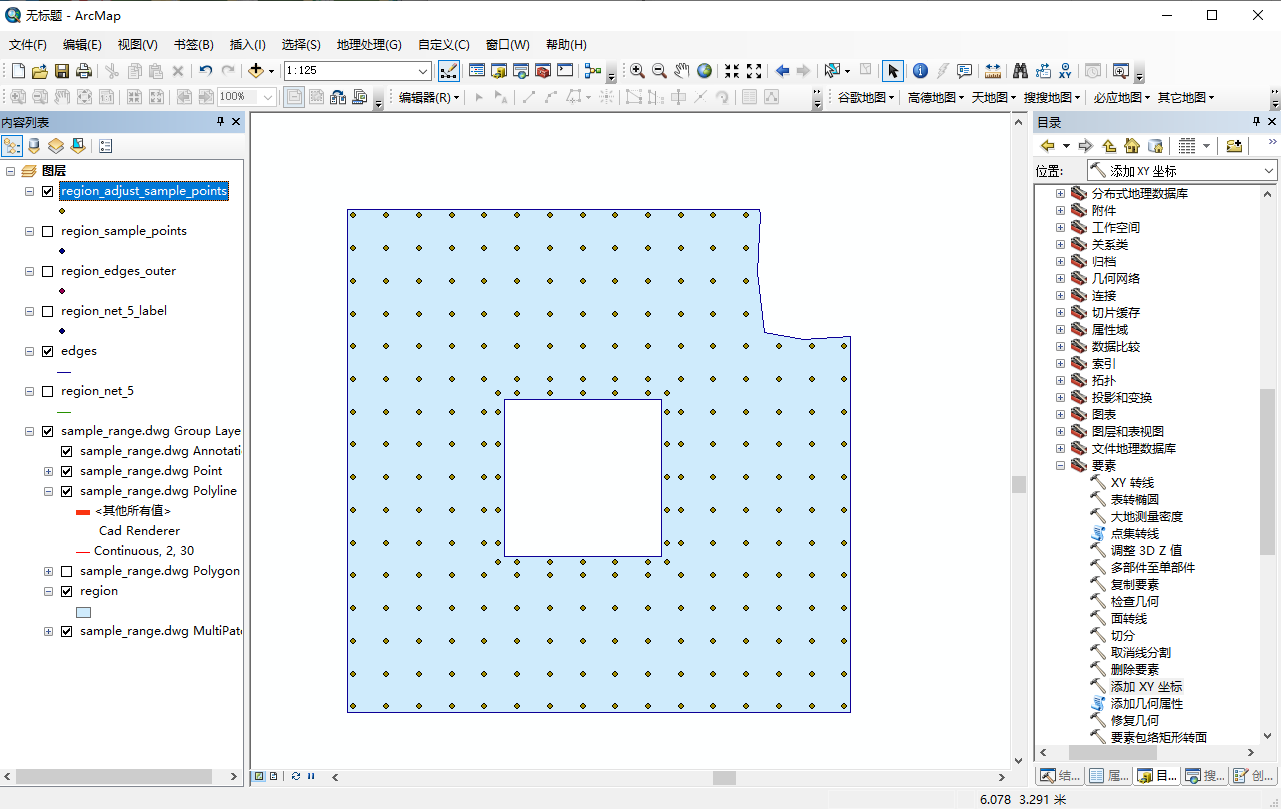 无标题 - ArcMap
文件(F) 编辑(E) 视图(V) 书签(B) 插入(I) 选择(S) 地理处理(G) 自定义(C) 窗口(W) 帮助(H)
1:125
100% 编辑器(R) 谷歌地图 高德地图 天地图 搜搜地图 必应地图 其它地图
内容列表
图层
region_adjust_sample_points
region_sample_points
region_edges_outer
region_net_5_label
edges
region_net_5
sample_range.dwg Group Laye
sample_range.dwg Annotati
sample_range.dwg Point
sample_range.dwg Polyline
<其他所有值>
Cad Renderer
Continuous, 2, 30
sample_range.dwg Polygon
region
sample_range.dwg MultiPat
目录
位置: 添加 XY 坐标
分布式地理数据库
附件
工作空间
关系类
归档
几何网络
连接
切片缓存
属性域
数据比较
索引
拓扑
投影和变换
图表
图层和表视图
文件地理数据库
要素
XY 转线
表转椭圆
大地测量密度
点集转线
调整 3D Z 值
多部件至单部件
复制要素
检查几何
面转线
切分
取消线分割
删除要素
添加 XY 坐标
添加几何属性
修复几何
要素包络矩形转面
结... 属... 目... 搜... 创...
6.078 3.291 米